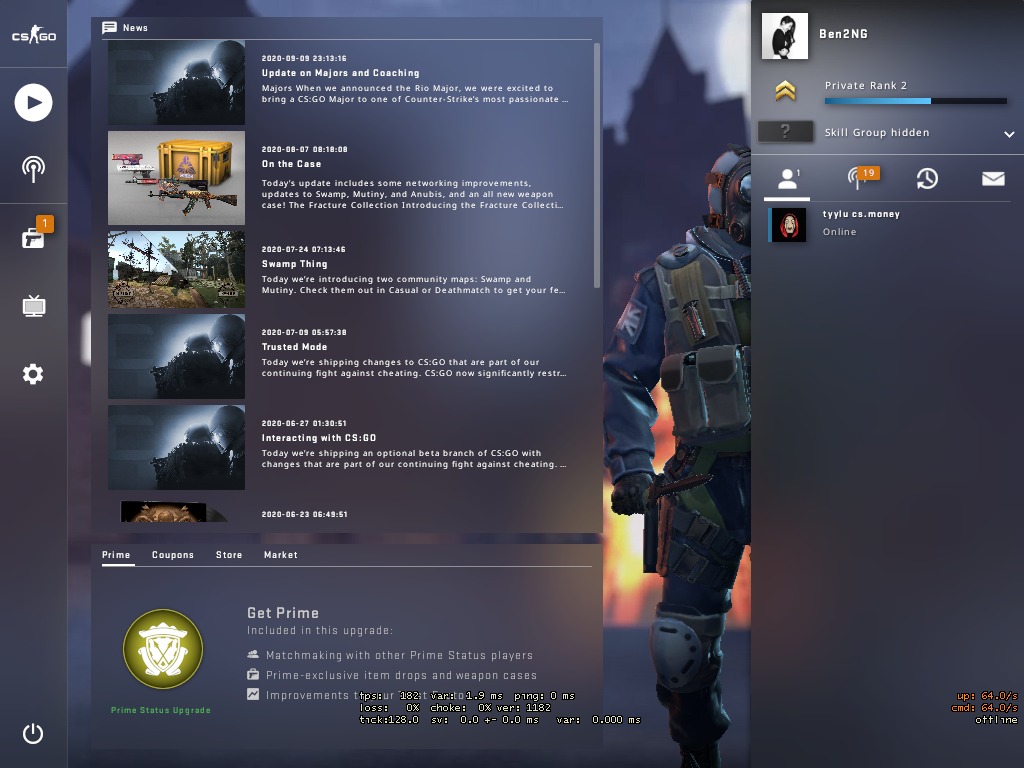 CS GO
News
2020-09-09 23:13:16
Update on Majors and Coaching
Majors When we announced the Rio Major, we were excited to
bring a CS:GO Major to one of Counter-Strike's most passionate ...
2020-08-07 08:18:08
On the Case
Today's update includes some networking improvements,
updates to Swamp, Mutiny, and Anubis, and an all new weapon
case! The Fracture Collection Introducing the Fracture Collecti...
2020-07-24 07:13:46
Swamp Thing
Today we're introducing two community maps: Swamp and
Mutiny. Check them out in Casual or Deathmatch to get your fe...
2020-07-09 05:57:38
Trusted Mode
Today we're shipping changes to CS:GO that are part of our
continuing fight against cheating. CS:GO now significantly restr...
2020-06-27 01:30:51
Interacting with CS:GO
Today we're shipping an optional beta branch of CS:GO with
changes that are part of our continuing fight against cheating. ...
2020-06-23 06:49:51
1
Prime Coupons Store Market
Get Prime
Included in this upgrade:
Matchmaking with other Prime Status players
Prime-exclusive item drops and weapon cases
Improvements
Prime Status Upgrade
fps: 182 var: 1.9 ms ping: 0 ms
loss: 0% choke: 0% ver: 1182
tick:128.0 sv: 0.0 +- 0.0 ms var: 0.000 ms
Ben2NG
Private Rank 2
?
Skill Group hidden
1
19
tyylu cs.money
Online
up: 64.0/s
cmd: 64.0/s
offline